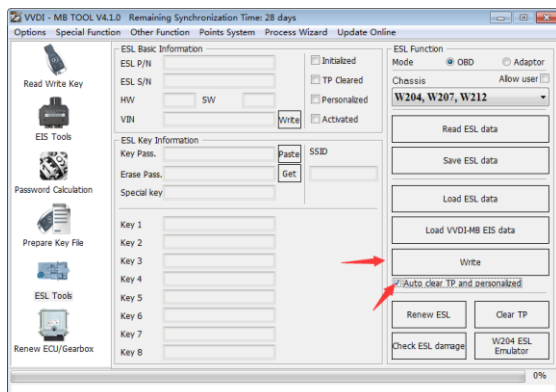 VVDI - MB TOOL V4.1.0 Remaining Synchronization Time: 28 days
Options Special Function Other Function Points System Process Wizard Update Online
Read Write Key
EIS Tools
Password Calculation
Prepare Key File
ESL Tools
Renew ECU/Gearbox
ESL Basic Information
ESL P/N
Initialized
ESL S/N
TP Cleared
HW SW
Personalized
VIN Write
Activated
ESL Key Information
Key Pass. Paste SSID
Erase Pass. Get
Special key
Key 1
Key 2
Key 3
Key 4
Key 5
Key 6
Key 7
Key 8
ESL Function
Mode OBD Adaptor
Chassis Allow user
W204, W207, W212
Read ESL data
Save ESL data
Load ESL data
Load VVDI-MB EIS data
Write
Auto clear TP and personalized
Renew ESL Clear TP
Check ESL damage W204 ESL
Emulator
0%